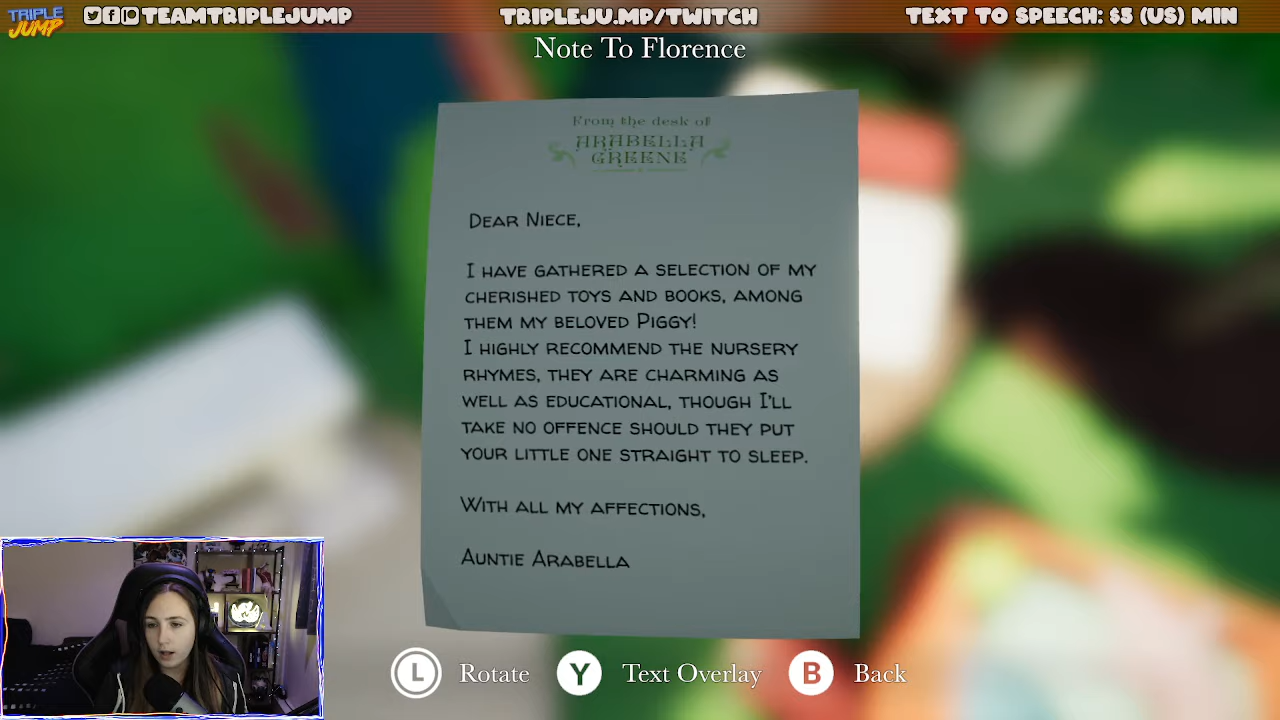 TRIPLE JUMP
@TEAMTRIPLEJUMP
TRIPLEJU.MP/TWITCH
TEXT TO SPEECH: $5 (US) MIN
Note To Florence
From the desk of
ARABELLA
GREENE
DEAR NIECE,
I HAVE GATHERED A SELECTION OF MY
CHERISHED TOYS AND BOOKS, AMONG
THEM MY BELOVED PIGGY!
I HIGHLY RECOMMEND THE NURSERY
RHYMES, THEY ARE CHARMING AS
WELL AS EDUCATIONAL, THOUGH I'LL
TAKE NO OFFENCE SHOULD THEY PUT
YOUR LITTLE ONE STRAIGHT TO SLEEP.
WITH ALL MY AFFECTIONS,
AUNTIE ARABELLA
L Rotate Y Text Overlay B Back